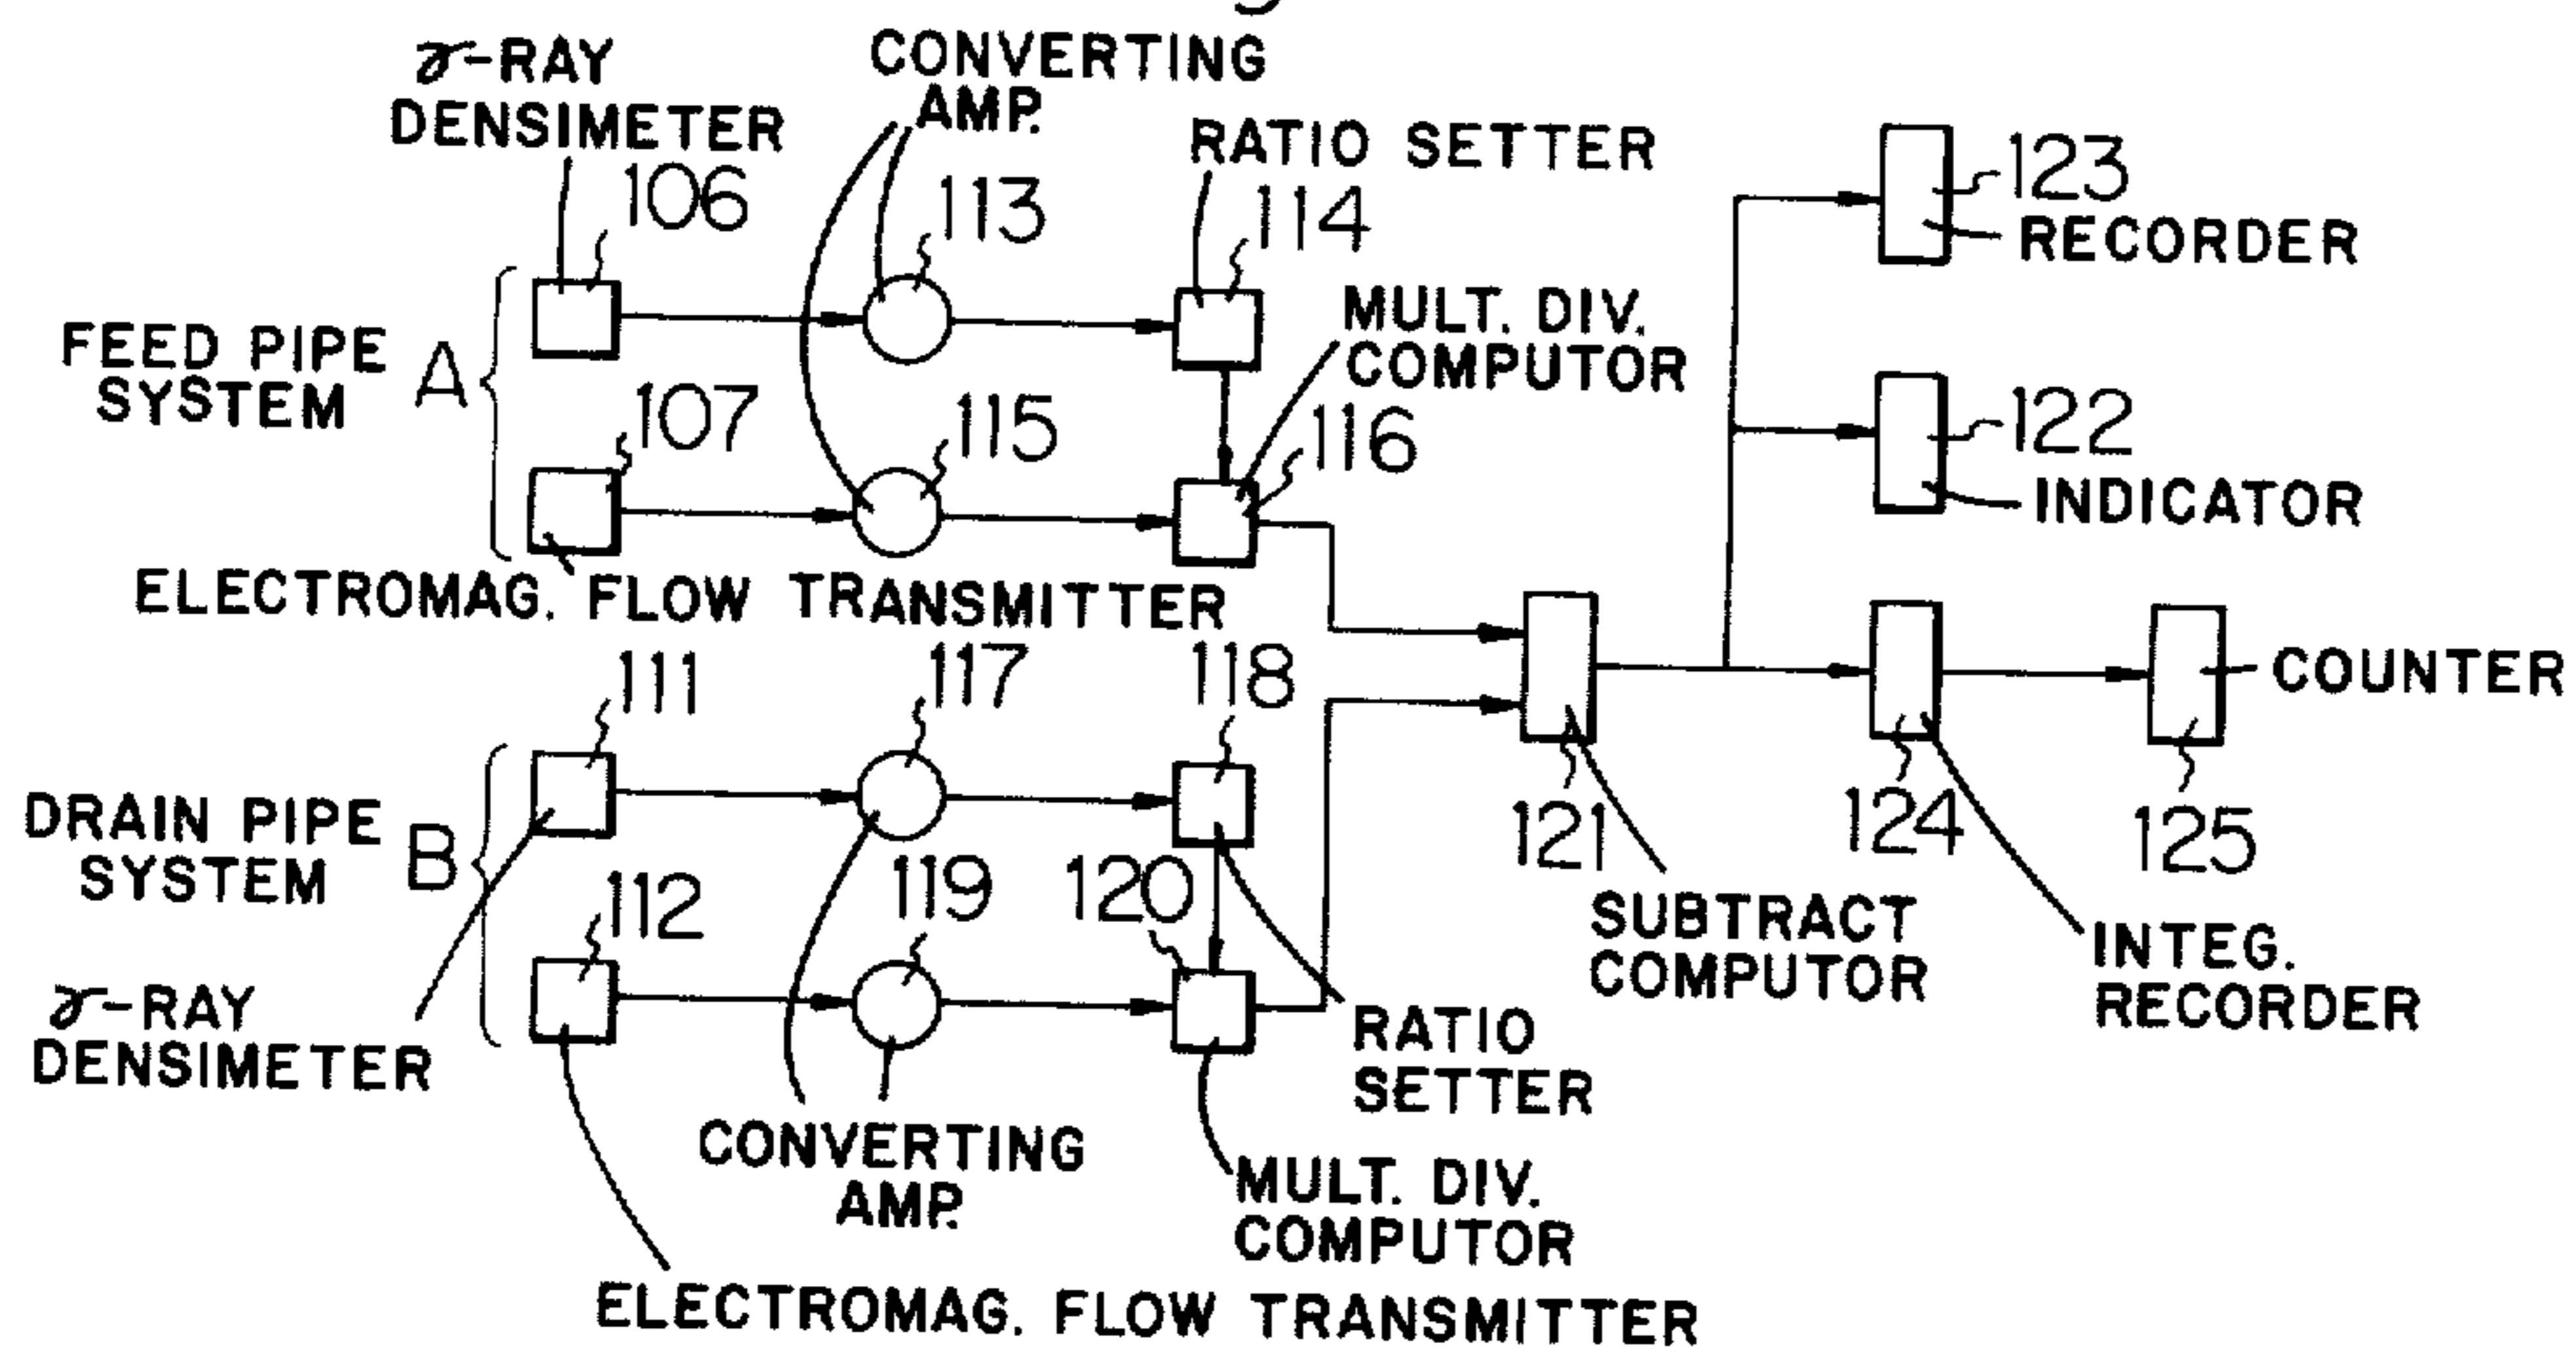 γ-RAY
DENSIMETER
CONVERTING
AMP.
RATIO SETTER
106
113
114
123
RECORDER
FEED PIPE
SYSTEM
A
MULT. DIV.
COMPUTOR
107
115
116
122
INDICATOR
ELECTROMAG. FLOW TRANSMITTER
111
117
118
COUNTER
DRAIN PIPE
SYSTEM
B
121
124
125
112
119
120
SUBTRACT
COMPUTOR
INTEG.
RECORDER
γ-RAY
DENSIMETER
RATIO
SETTER
CONVERTING
AMP.
MULT. DIV.
COMPUTOR
ELECTROMAG. FLOW TRANSMITTER